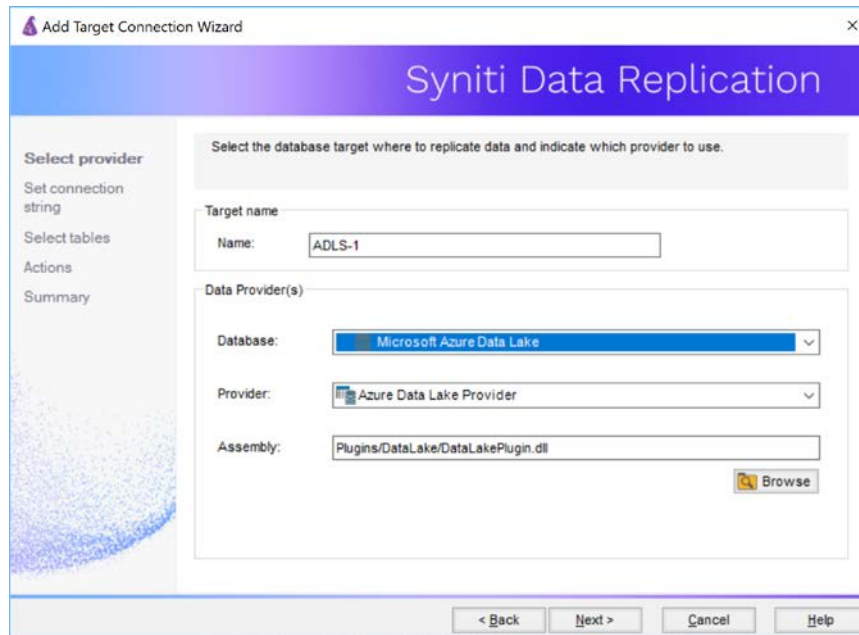 Add Target Connection Wizard
Syniti Data Replication
Select provider
Set connection
string
Select tables
Actions
Summary
Select the database target where to replicate data and indicate which provider to use.
Target name
Name: ADLS-1
Data Provider(s)
Database: Microsoft Azure Data Lake
Provider: Azure Data Lake Provider
Assembly: Plugins/DataLake/DataLakePlugin.dll
Browse
< Back Next > Cancel Help